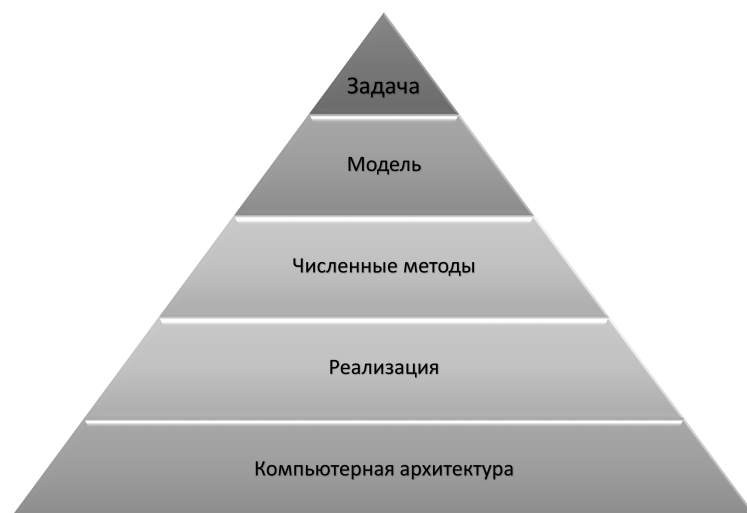 Задача
Модель
Численные методы
Реализация
Компьютерная архитектура